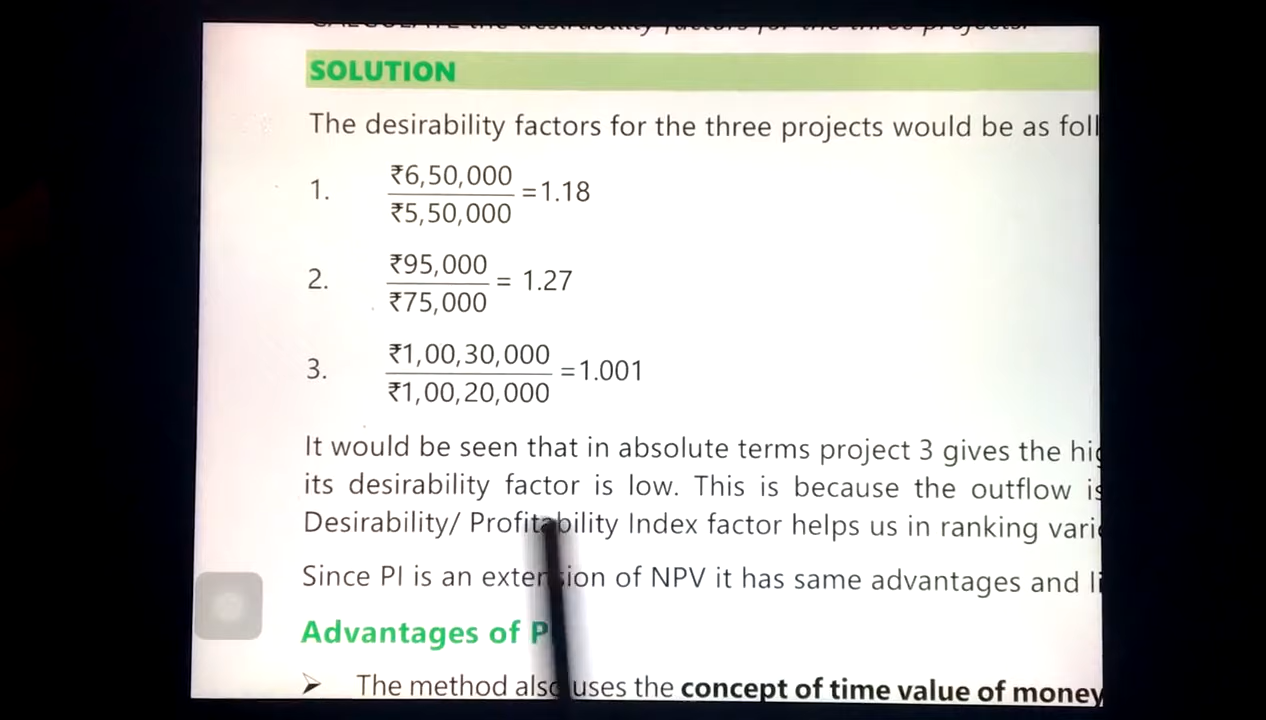 SOLUTION
The desirability factors for the three projects would be as foll
1. ₹6,50,000
₹5,50,000 =1.18
2. ₹95,000
₹75,000 = 1.27
3. ₹1,00,30,000
₹1,00,20,000 =1.001
It would be seen that in absolute terms project 3 gives the hi
its desirability factor is low. This is because the outflow is
Desirability/ Profitability Index factor helps us in ranking vari
Since PI is an extension of NPV it has same advantages and li
Advantages of P
➤ The method also uses the concept of time value of money